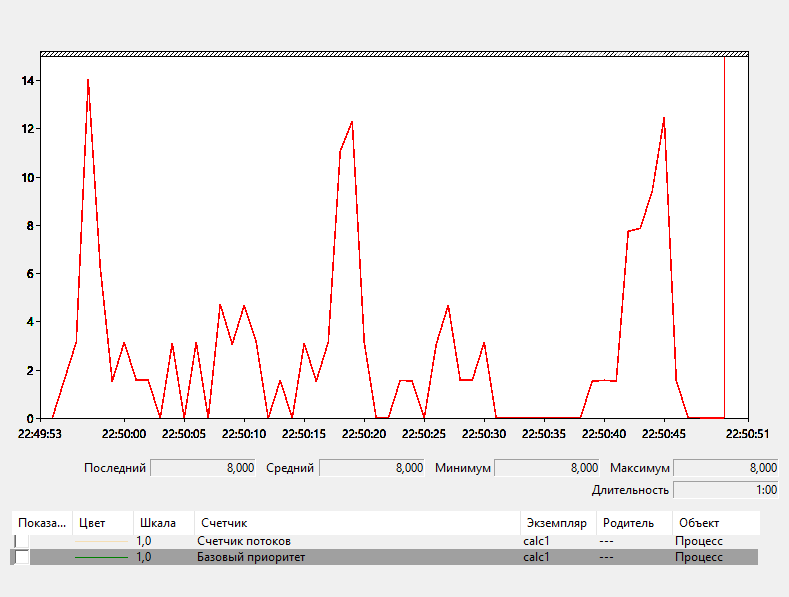 14
12
10
8
6
4
2
0
22:49:53 22:50:00 22:50:05 22:50:10 22:50:15 22:50:20 22:50:25 22:50:30 22:50:35 22:50:40 22:50:45 22:50:51
Последний 8,000 Средний 8,000 Минимум 8,000 Максимум 8,000
Длительность 1:00
Показа... Цвет Шкала Счетчик Экземпляр Родитель Объект
1,0 Счетчик потоков calc1 --- Процесс
1,0 Базовый приоритет calc1 --- Процесс